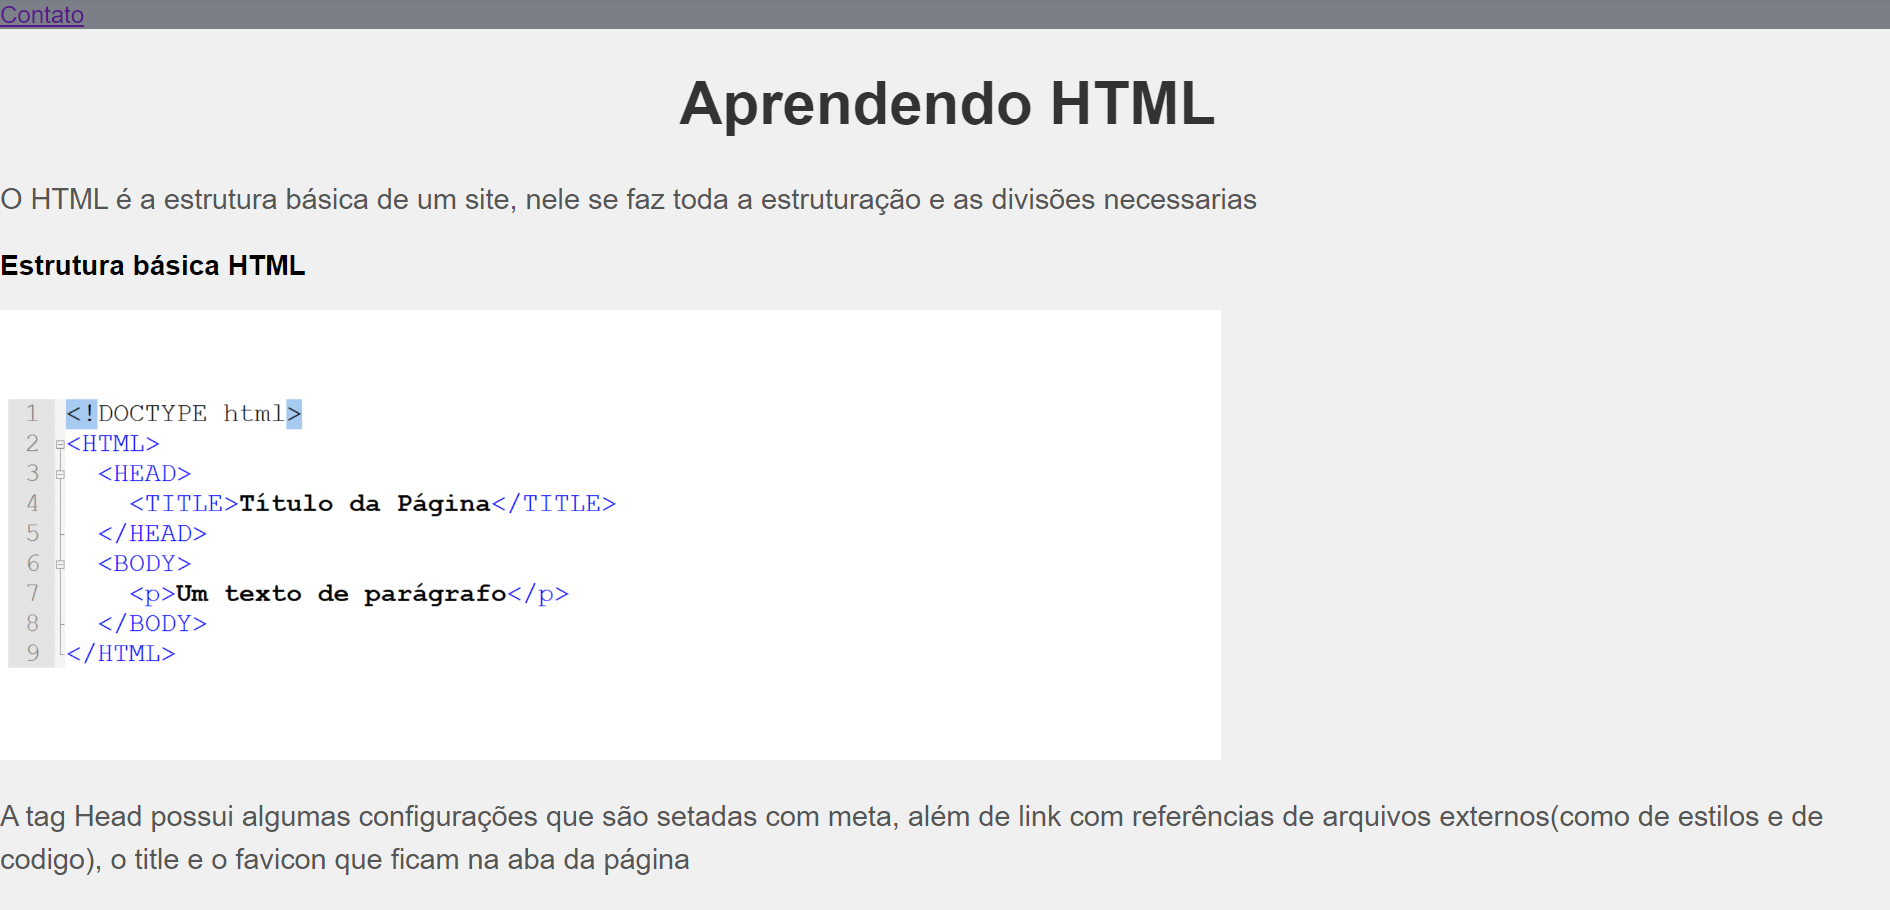 Contato
Aprendendo HTML
O HTML é a estrutura básica de um site, nele se faz toda a estruturação e as divisões necessarias
Estrutura básica HTML
1 <!DOCTYPE html>
2 <HTML>
3 <HEAD>
4 <TITLE>Título da Página</TITLE>
5 </HEAD>
6 <BODY>
7 <p>Um texto de parágrafo</p>
8 </BODY>
9 </HTML>
A tag Head possui algumas configurações que são setadas com meta, além de link com referências de arquivos externos(como de estilos e de
codigo), o title e o favicon que ficam na aba da página